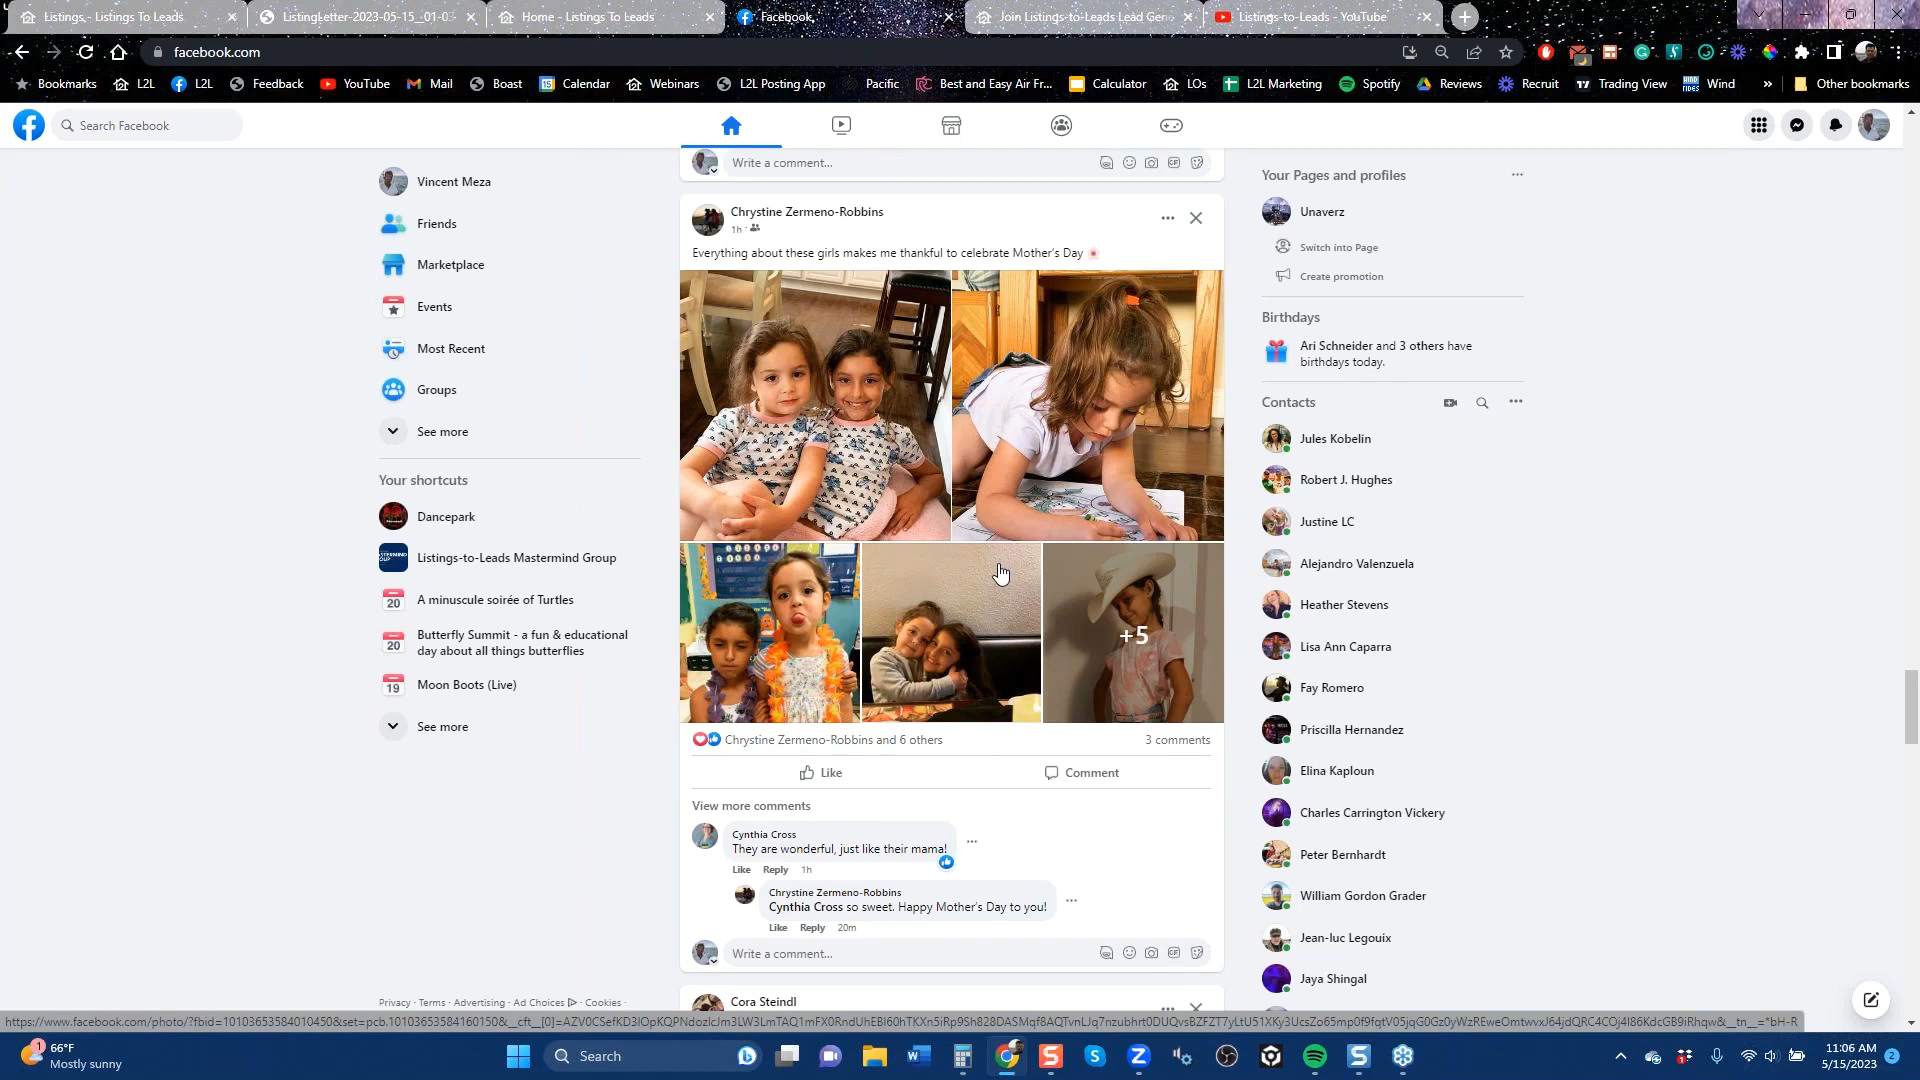 Listings - Listings To Leads
ListingLetter-2023-05-15_-01-03
Home - Listings To Leads
Facebook
Join Listings-to-Leads Lead Gen
Listings-to-Leads - YouTube
facebook.com
Bookmarks
L2L
L2L
Feedback
YouTube
Mail
Boast
Calendar
Webinars
L2L Posting App
Pacific
Best and Easy Air Fr...
Calculator
LOs
L2L Marketing
Spotify
Reviews
Recruit
Trading View
Wind
»
Other bookmarks
Search Facebook
Vincent Meza
Friends
Marketplace
Events
Most Recent
Groups
See more
Your shortcuts
Dancepark
Listings-to-Leads Mastermind Group
20
A minuscule soirée of Turtles
20
Butterfly Summit - a fun & educational
day about all things butterflies
19
Moon Boots (Live)
See more
Privacy · Terms · Advertising · Ad Choices · Cookies ·
Write a comment...
Chrystine Zermeno-Robbins
1h ·
Everything about these girls makes me thankful to celebrate Mother's Day
+5
Chrystine Zermeno-Robbins and 6 others
3 comments
Like
Comment
View more comments
Cynthia Cross
They are wonderful, just like their mama!
Like Reply 1h
Chrystine Zermeno-Robbins
Cynthia Cross so sweet. Happy Mother's Day to you!
Like Reply 20m
Write a comment...
Cora Steindl
Your Pages and profiles
Unaverz
Switch into Page
Create promotion
Birthdays
Ari Schneider and 3 others have
birthdays today.
Contacts
Jules Kobelin
Robert J. Hughes
Justine LC
Alejandro Valenzuela
Heather Stevens
Lisa Ann Caparra
Fay Romero
Priscilla Hernandez
Elina Kaploun
Charles Carrington Vickery
Peter Bernhardt
William Gordon Grader
Jean-luc Legouix
Jaya Shingal
1
66°F
Mostly sunny
Search
11:06 AM
5/15/2023
2